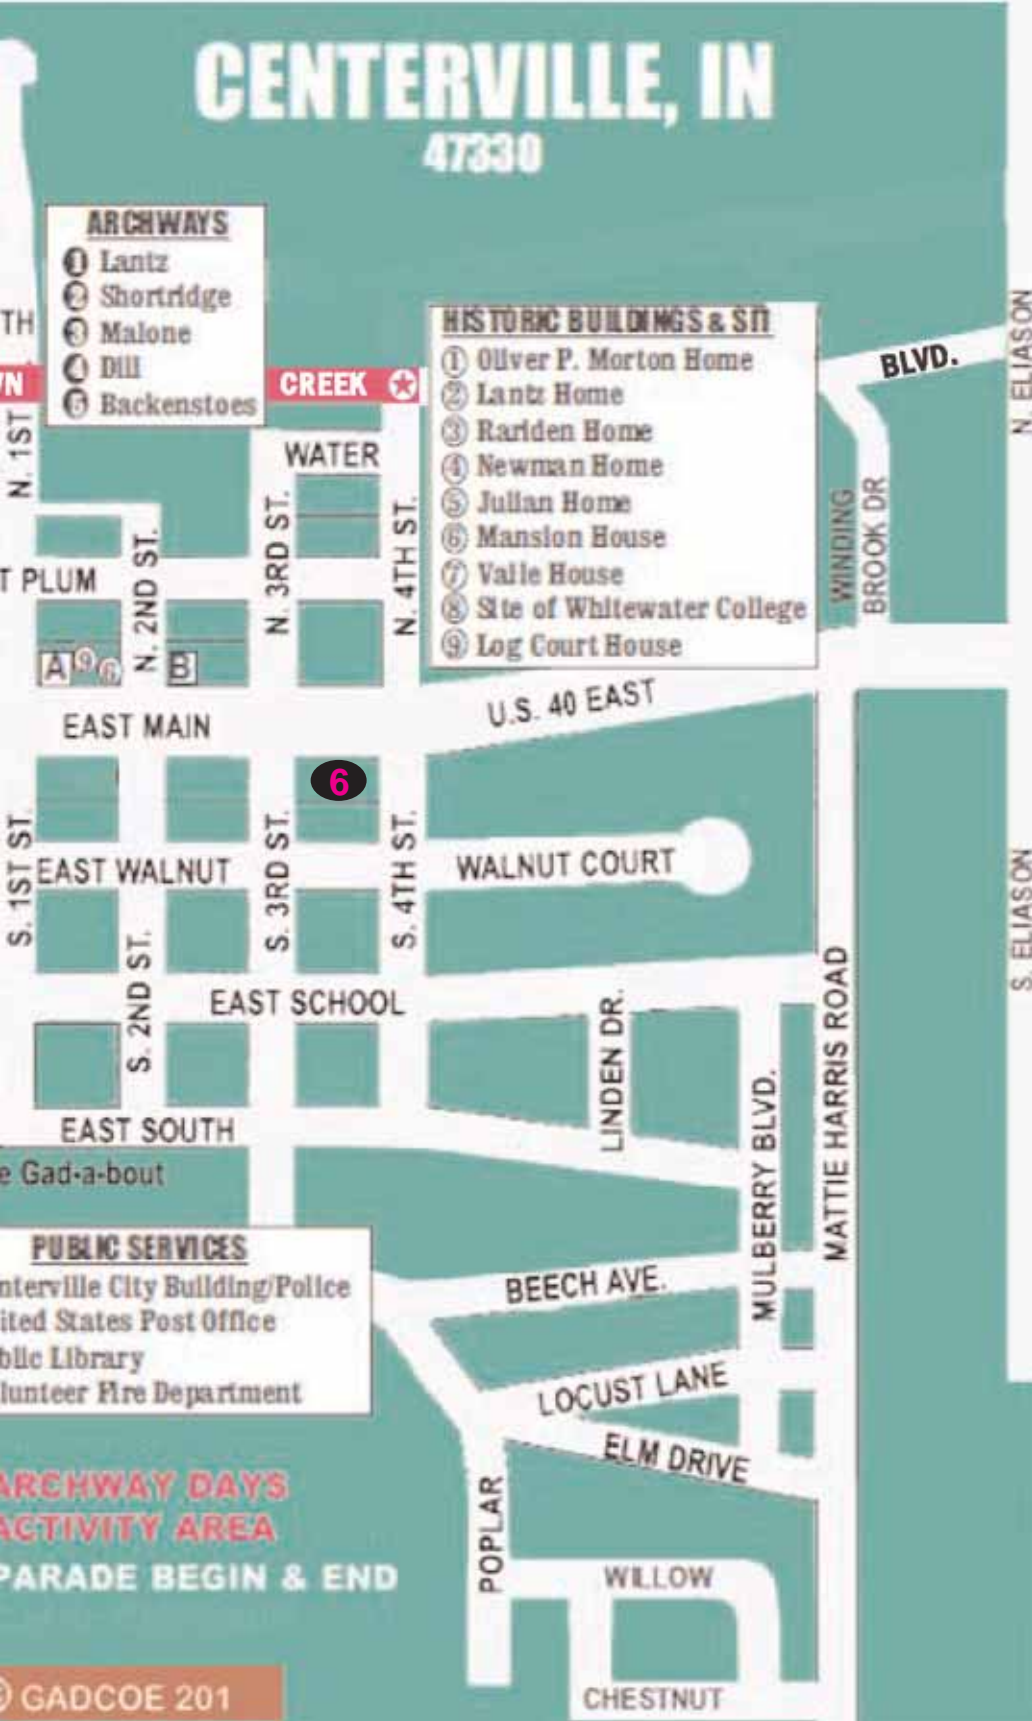 CENTERVILLE, IN
47330
ARCHWAYS
1 Lantz
2 Shortridge
3 Malone
4 Dill
5 Backenstoes
TH
VN
CREEK
N. 1ST
WATER
HISTORIC BUILDINGS & SIT
① Oliver P. Morton Home
② Lantz Home
③ Rariden Home
④ Newman Home
⑤ Julian Home
⑥ Mansion House
⑦ Vaile House
⑧ Site of Whitewater College
⑨ Log Court House
BLVD.
N. ELIASON
WINDING
BROOK DR
N. 2ND ST.
N. 3RD ST.
N. 4TH ST.
T PLUM
A 9 6
B
EAST MAIN
U.S. 40 EAST
6
S. 1ST ST.
EAST WALNUT
S. 3RD ST.
S. 4TH ST.
WALNUT COURT
S. ELIASON
S. 2ND ST.
EAST SCHOOL
LINDEN DR.
MULBERRY BLVD.
MATTIE HARRIS ROAD
EAST SOUTH
e Gad-a-bout
PUBLIC SERVICES
nterville City Building/Police
ited States Post Office
blic Library
lunteer Fire Department
BEECH AVE.
LOCUST LANE
ELM DRIVE
POPLAR
WILLOW
CHESTNUT
ARCHWAY DAYS
ACTIVITY AREA
PARADE BEGIN & END
GADCOE 201